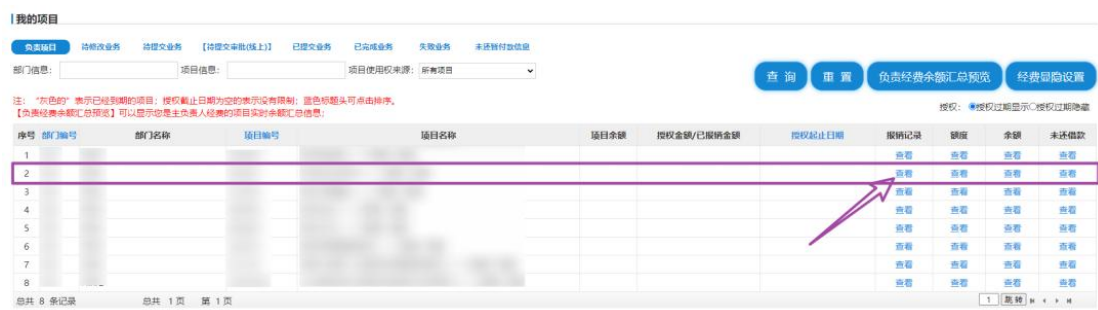 我的项目
负责项目 待修改业务 待提交业务 【待提交审批(线上)】 已提交业务 已完成业务 失败业务 未还暂付款信息
部门信息： 项目信息： 项目使用权来源： 所有项目
查 询 重 置 负责经费余额汇总预览 经费显隐设置
注： “灰色的”表示已经到期的项目；授权截止日期为空的表示没有限制；蓝色标题头可点击排序。
【负责经费余额汇总预览】可以显示您是主负责人经费的项目实时余额汇总信息；
授权： 授权过期显示 授权过期隐藏
序号 部门编号 部门名称 项目编号 项目名称 项目余额 授权金额/已报销金额 授权起止日期 报销记录 额度 余额 未还借款
1 查看 查看 查看 查看
2 查看 查看 查看 查看
3 查看 查看 查看 查看
4 查看 查看 查看 查看
5 查看 查看 查看 查看
6 查看 查看 查看 查看
7 查看 查看 查看 查看
8 查看 查看 查看 查看
总共 8 条记录 总共 1 页 第 1 页 1 跳 转